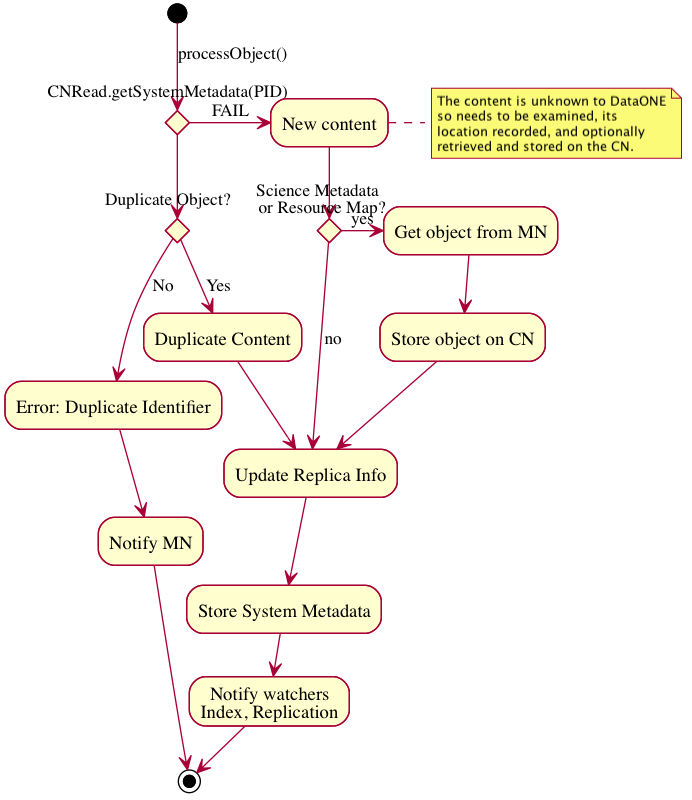 processObject()
CNRead.getSystemMetadata(PID)
FAIL
New content
The content is unknown to DataONE
so needs to be examined, its
location recorded, and optionally
retrieved and stored on the CN.
Duplicate Object?
Science Metadata
or Resource Map?
yes
Get object from MN
No
Yes
Duplicate Content
no
Store object on CN
Error: Duplicate Identifier
Update Replica Info
Notify MN
Store System Metadata
Notify watchers
Index, Replication